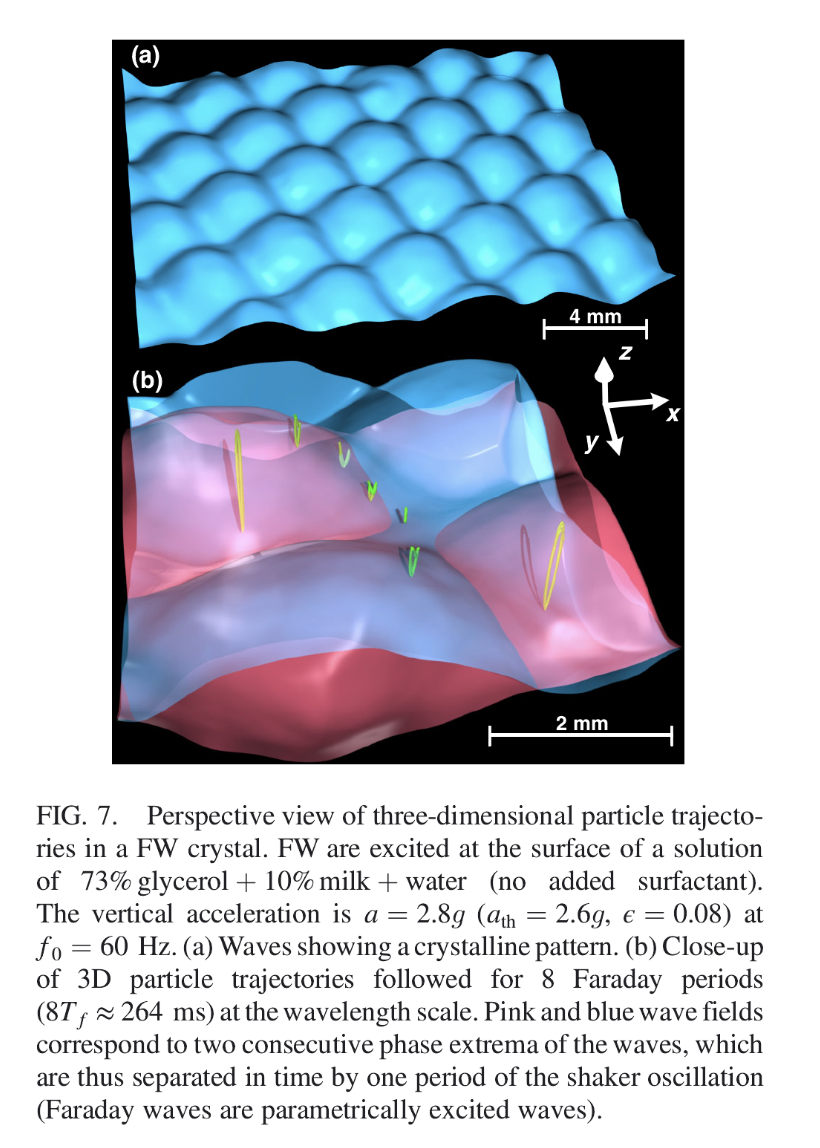 (a)
4 mm
(b)
z
x
y
2 mm
FIG. 7. Perspective view of three-dimensional particle trajecto-
ries in a FW crystal. FW are excited at the surface of a solution
of 73% glycerol + 10% milk + water (no added surfactant).
The vertical acceleration is a = 2.8g (a_th = 2.6g, ϵ = 0.08) at
f_0 = 60 Hz. (a) Waves showing a crystalline pattern. (b) Close-up
of 3D particle trajectories followed for 8 Faraday periods
(8T_f ≈ 264 ms) at the wavelength scale. Pink and blue wave fields
correspond to two consecutive phase extrema of the waves, which
are thus separated in time by one period of the shaker oscillation
(Faraday waves are parametrically excited waves).